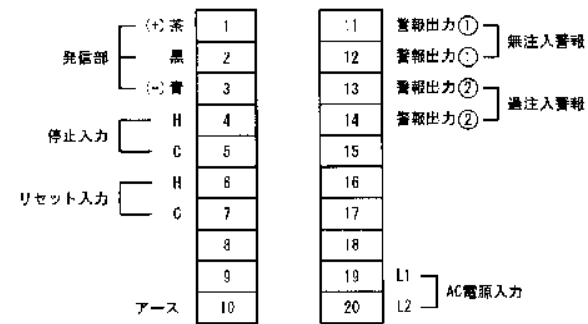 (+) 茶 1
発信部 黒 2
(-) 青 3
停止入力 H 4
C 5
リセット入力 H 6
C 7
8
9
アース 10
11 警報出力① 無注入警報
12 警報出力①
13 警報出力② 過注入警報
14 警報出力②
15
16
17
18
19 L1 AC電源入力
20 L2